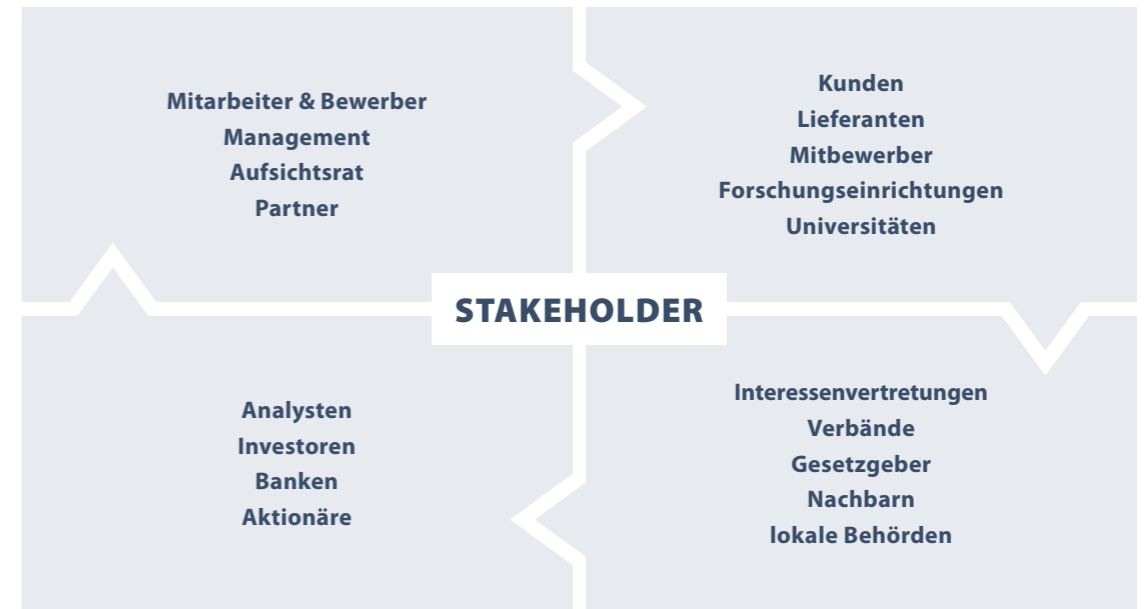 Mitarbeiter & Bewerber
Management
Aufsichtsrat
Partner
Kunden
Lieferanten
Mitbewerber
Forschungseinrichtungen
Universitäten
STAKEHOLDER
Analysten
Investoren
Banken
Aktionäre
Interessenvertretungen
Verbände
Gesetzgeber
Nachbarn
lokale Behörden